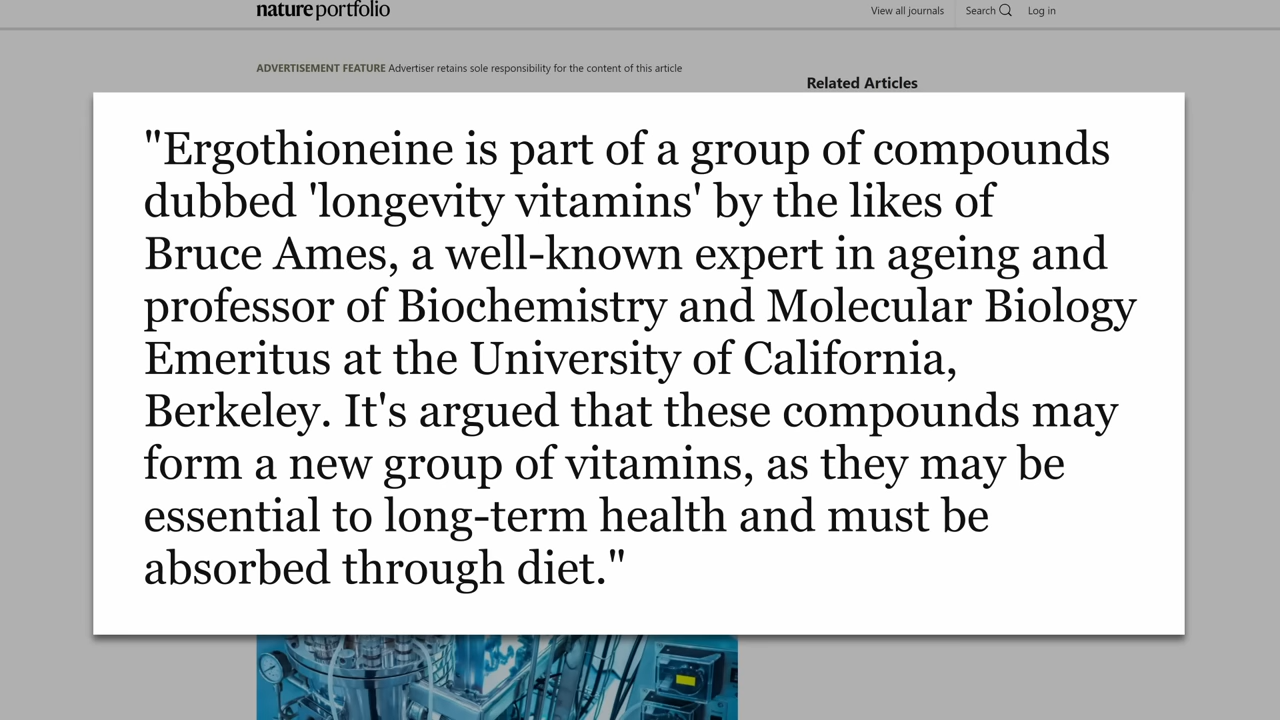 nature portfolio
View all journals
Search
Log in
ADVERTISEMENT FEATURE Advertiser retains sole responsibility for the content of this article
Related Articles
"Ergothioneine is part of a group of compounds
dubbed 'longevity vitamins' by the likes of
Bruce Ames, a well-known expert in ageing and
professor of Biochemistry and Molecular Biology
Emeritus at the University of California,
Berkeley. It's argued that these compounds may
form a new group of vitamins, as they may be
essential to long-term health and must be
absorbed through diet."